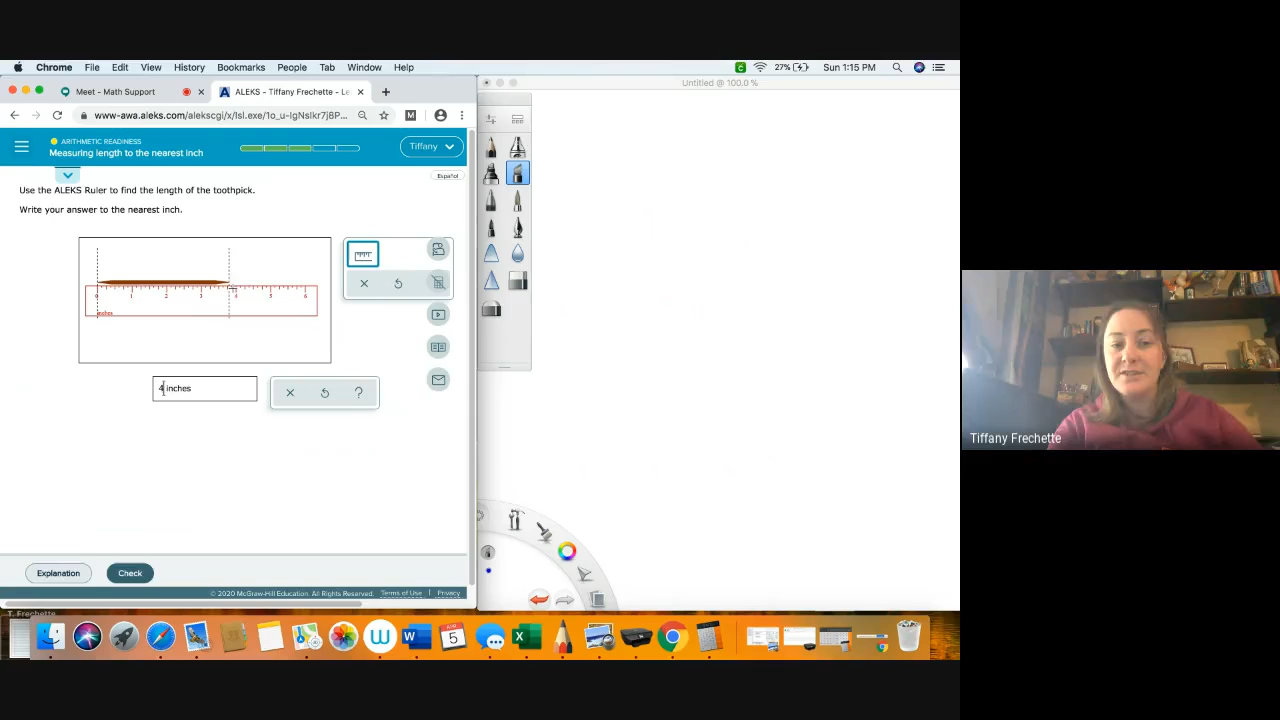 Chrome File Edit View History Bookmarks People Tab Window Help
27% Sun 1:15 PM
Meet - Math Support
ALEKS - Tiffany Frechette - Le
Untitled @ 100.0 %
www-awa.aleks.com/alekscgi/x/Isl.exe/1o_u-IgNsIkr7j8P...
ARITHMETIC READINESS
Measuring length to the nearest inch
Tiffany
Español
Use the ALEKS Ruler to find the length of the toothpick.
Write your answer to the nearest inch.
0 1 2 3 4 5 6
inches
4 inches
?
Tiffany Frechette
Explanation
Check
© 2020 McGraw-Hill Education. All Rights Reserved. Terms of Use | Privacy
T. Frechette
5